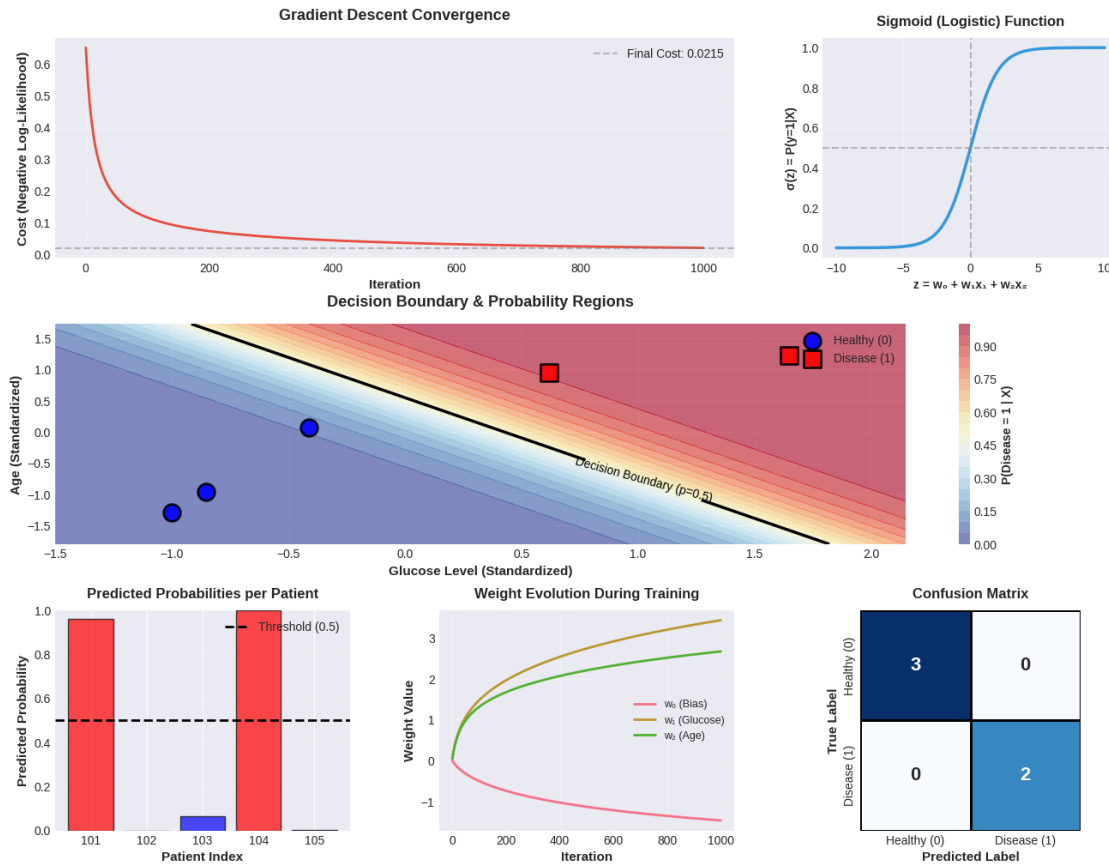 Gradient Descent Convergence
Cost (Negative Log-Likelihood)
0.6
0.5
0.4
0.3
0.2
0.1
0.0
Final Cost: 0.0215
0 200 400 600 800 1000
Iteration
Sigmoid (Logistic) Function
σ(z) = P(y=1|X)
1.0
0.8
0.6
0.4
0.2
0.0
−10 −5 0 5 10
z = w₀ + w₁x₁ + w₂x₂
Decision Boundary & Probability Regions
Age (Standardized)
1.5
1.0
0.5
0.0
−0.5
−1.0
−1.5
Healthy (0)
Disease (1)
Decision Boundary (p=0.5)
−1.5 −1.0 −0.5 0.0 0.5 1.0 1.5 2.0
Glucose Level (Standardized)
0.90
0.75
0.60
0.45
0.30
0.15
0.00
P(Disease = 1 | X)
Predicted Probabilities per Patient
Predicted Probability
1.0
0.8
0.6
0.4
0.2
0.0
Threshold (0.5)
101 102 103 104 105
Patient Index
Weight Evolution During Training
Weight Value
3
2
1
0
−1
w₀ (Bias)
w₁ (Glucose)
w₂ (Age)
0 200 400 600 800 1000
Iteration
Confusion Matrix
True Label
Healthy (0)
3 0
Disease (1)
0 2
Healthy (0) Disease (1)
Predicted Label